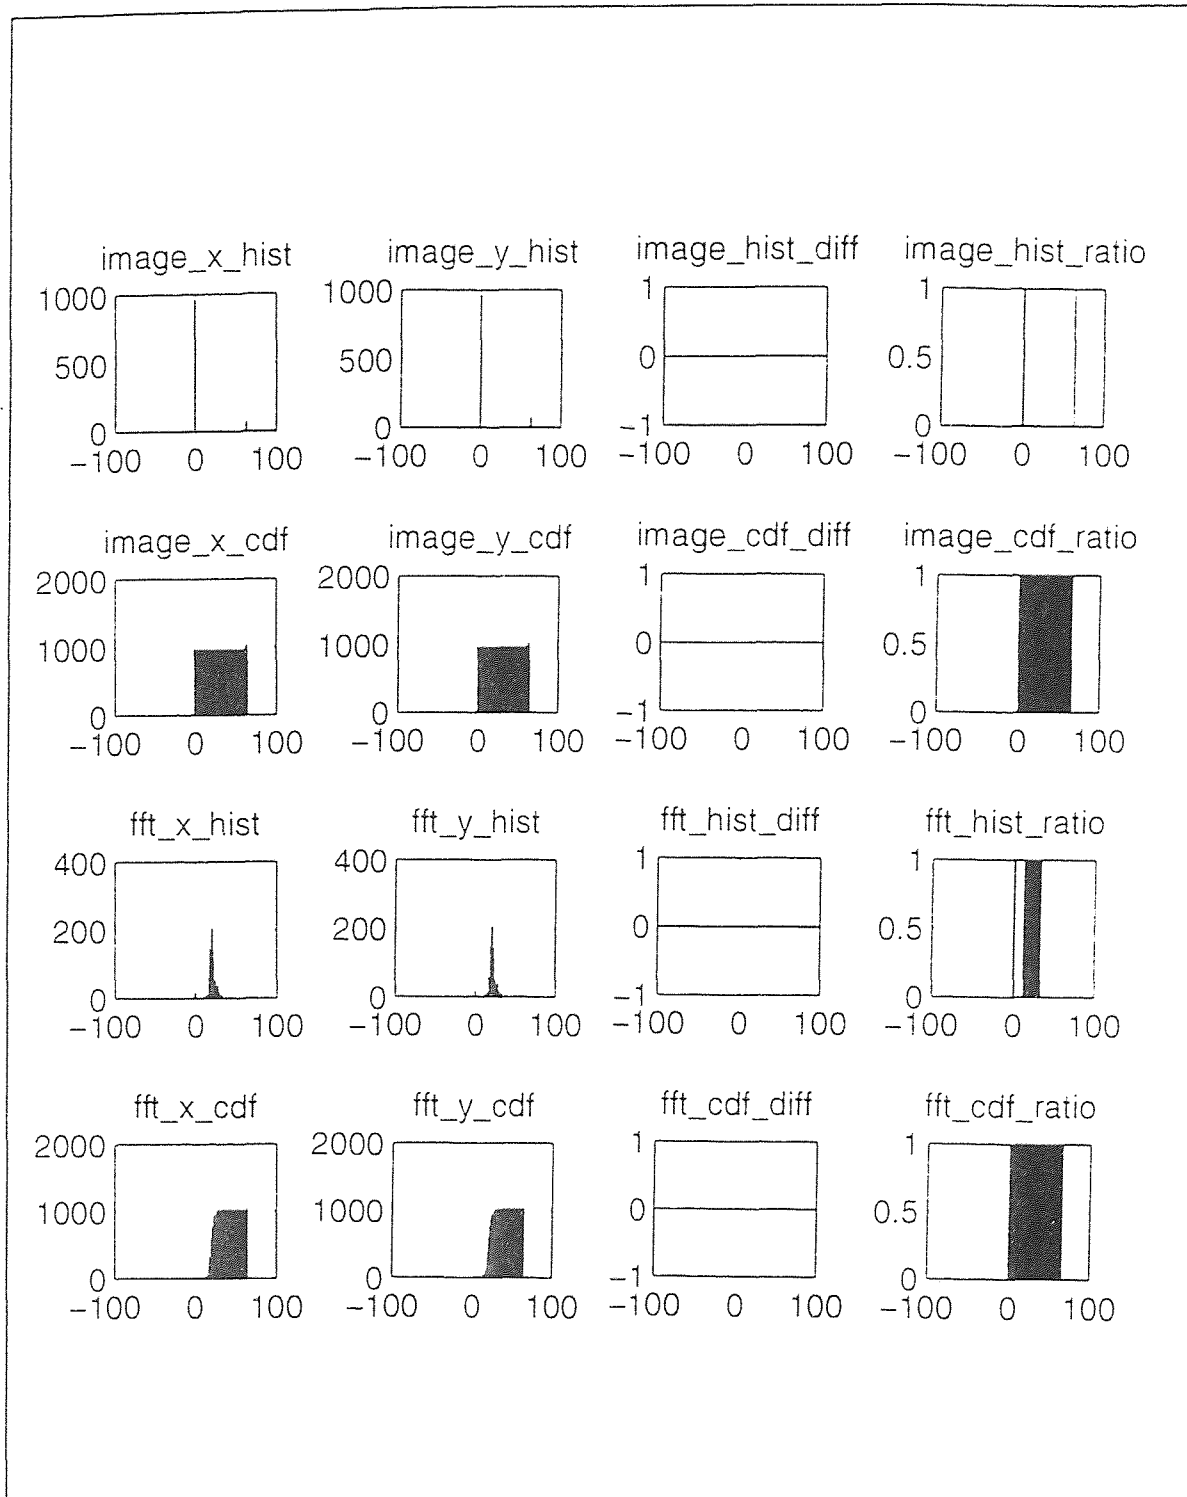 image_x_hist image_y_hist image_hist_diff image_hist_ratio
1000 1000 1 1
500 500 0 0.5
0 0 -1 0
-100 0 100 -100 0 100 -100 0 100 -100 0 100
image_x_cdf image_y_cdf image_cdf_diff image_cdf_ratio
2000 2000 1 1
1000 1000 0 0.5
0 0 -1 0
-100 0 100 -100 0 100 -100 0 100 -100 0 100
fft_x_hist fft_y_hist fft_hist_diff fft_hist_ratio
400 400 1 1
200 200 0 0.5
0 0 -1 0
-100 0 100 -100 0 100 -100 0 100 -100 0 100
fft_x_cdf fft_y_cdf fft_cdf_diff fft_cdf_ratio
2000 2000 1 1
1000 1000 0 0.5
0 0 -1 0
-100 0 100 -100 0 100 -100 0 100 -100 0 100